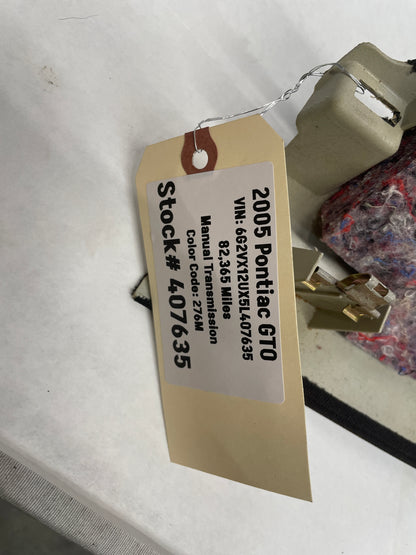 2005 Pontiac GTO
VIN: 6G2VX12UX5L407635
82,365 Miles
Manual Transmission
Color Code: 276M
Stock# 407635